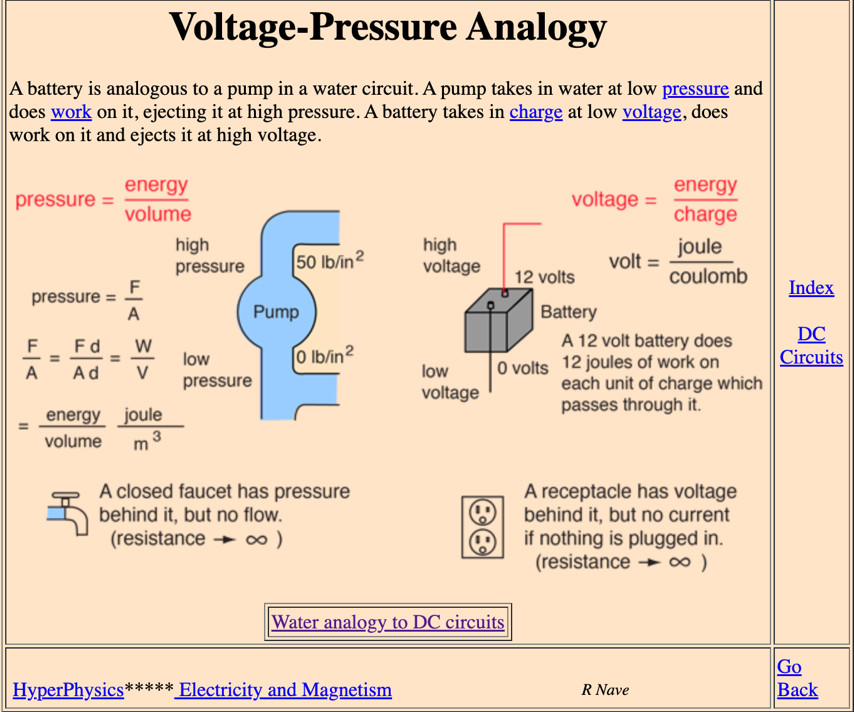 Voltage-Pressure Analogy
A battery is analogous to a pump in a water circuit. A pump takes in water at low pressure and
does work on it, ejecting it at high pressure. A battery takes in charge at low voltage, does
work on it and ejects it at high voltage.
pressure = energy / volume
high
pressure
50 lb/in²
pressure = F / A
Pump
F / A = F d / A d = W / V
low
pressure
0 lb/in²
= energy / volume joule / m³
voltage = energy / charge
high
voltage
volt = joule / coulomb
12 volts
Battery
A 12 volt battery does
12 joules of work on
each unit of charge which
passes through it.
low
voltage
0 volts
A closed faucet has pressure
behind it, but no flow.
(resistance → ∞ )
A receptacle has voltage
behind it, but no current
if nothing is plugged in.
(resistance → ∞ )
Water analogy to DC circuits
Index
DC
Circuits
HyperPhysics***** Electricity and Magnetism
R Nave
Go
Back